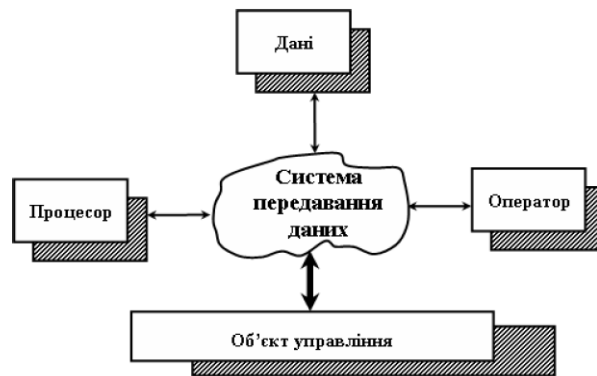 Дані
Система
передавання
даних
Процесор
Оператор
Об’єкт управління